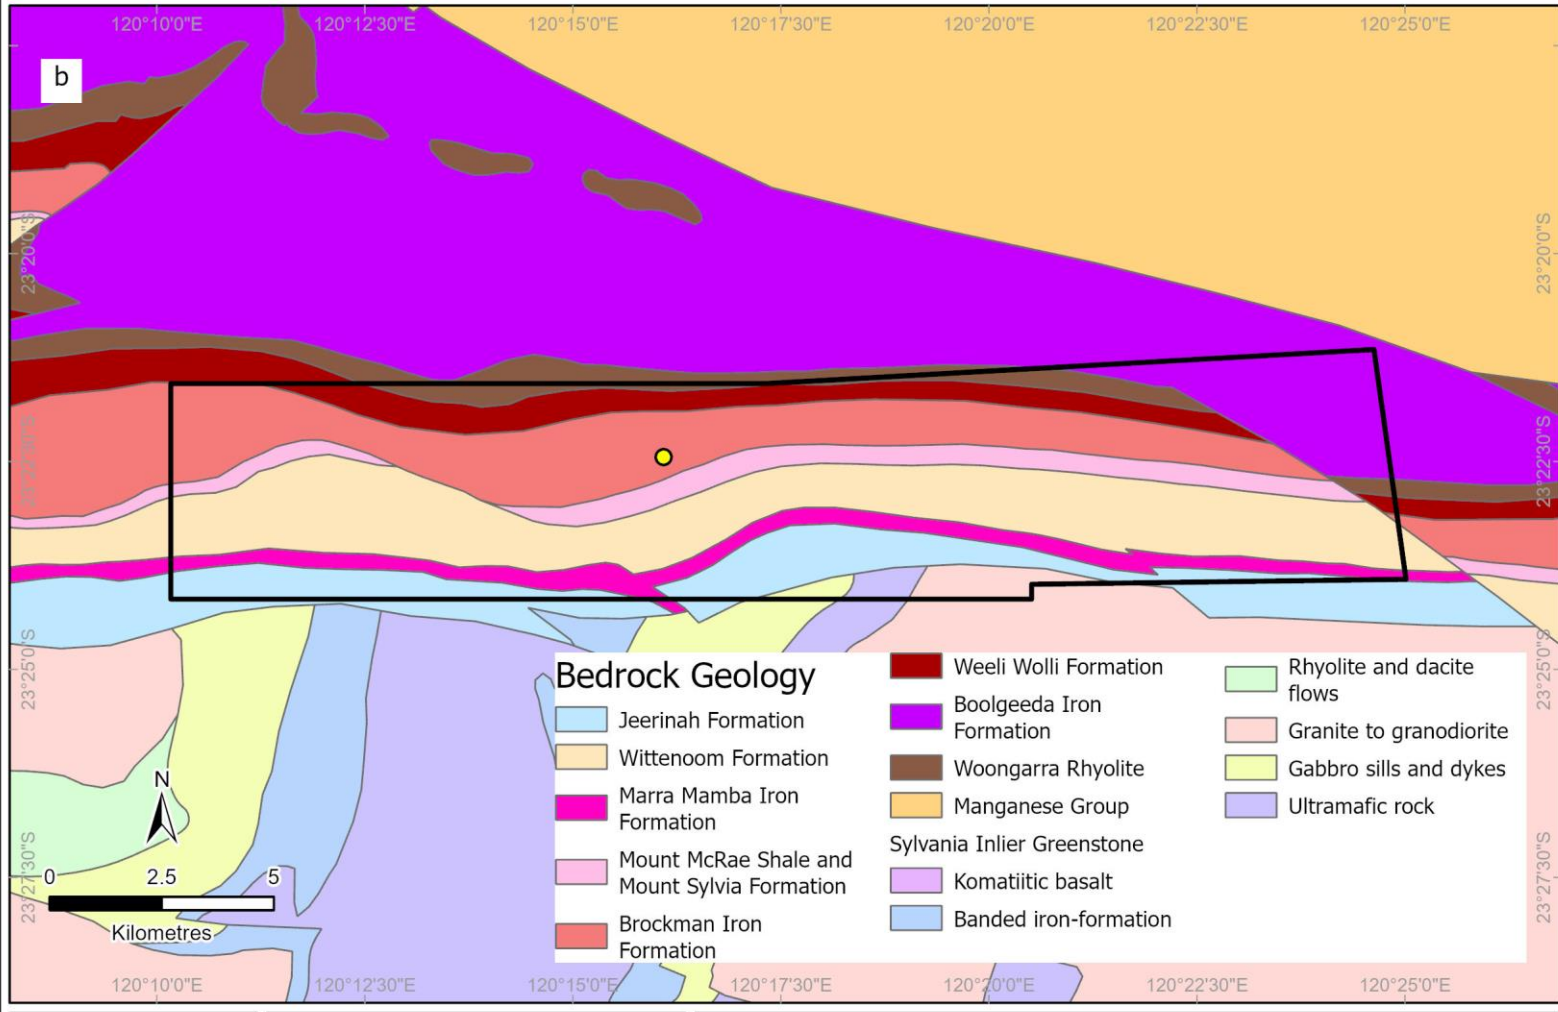 120°10'0"E 120°12'30"E 120°15'0"E 120°17'30"E 120°20'0"E 120°22'30"E 120°25'0"E
b
23°20'0"S 23°20'0"S
23°22'30"S 23°22'30"S
23°25'0"S 23°25'0"S
23°27'30"S 23°27'30"S
Bedrock Geology
Jeerinah Formation
Wittenoom Formation
Marra Mamba Iron
Formation
Mount McRae Shale and
Mount Sylvia Formation
Brockman Iron
Formation
Weeli Wolli Formation
Boolgeeda Iron
Formation
Woongarra Rhyolite
Manganese Group
Sylvania Inlier Greenstone
Komatiitic basalt
Banded iron-formation
Rhyolite and dacite
flows
Granite to granodiorite
Gabbro sills and dykes
Ultramafic rock
N
0 2.5 5
Kilometres
120°10'0"E 120°12'30"E 120°15'0"E 120°17'30"E 120°20'0"E 120°22'30"E 120°25'0"E